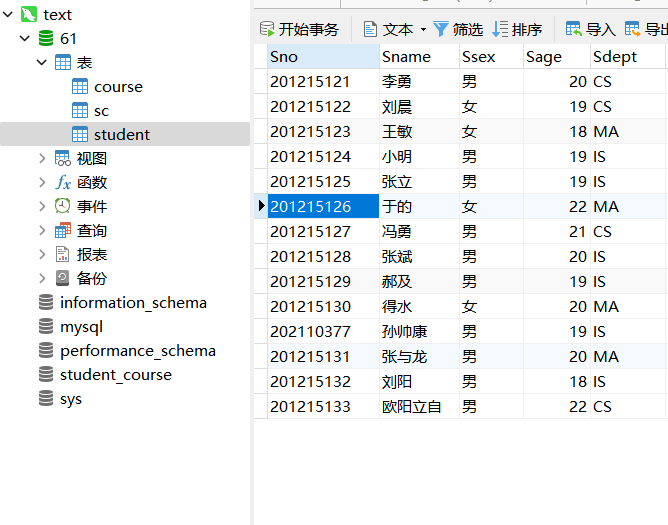 text
61
表
course
sc
student
视图
函数
事件
查询
报表
备份
information_schema
mysql
performance_schema
student_course
sys
开始事务 文本 筛选 排序 导入 导出
Sno Sname Ssex Sage Sdept
201215121 李勇 男 20 CS
201215122 刘晨 女 19 CS
201215123 王敏 女 18 MA
201215124 小明 男 19 IS
201215125 张立 男 19 IS
201215126 于的 女 22 MA
201215127 冯勇 男 21 CS
201215128 张斌 男 20 IS
201215129 郝及 男 19 IS
201215130 得水 女 20 MA
202110377 孙帅康 男 19 IS
201215131 张与龙 男 20 MA
201215132 刘阳 男 18 IS
201215133 欧阳立自 男 22 CS